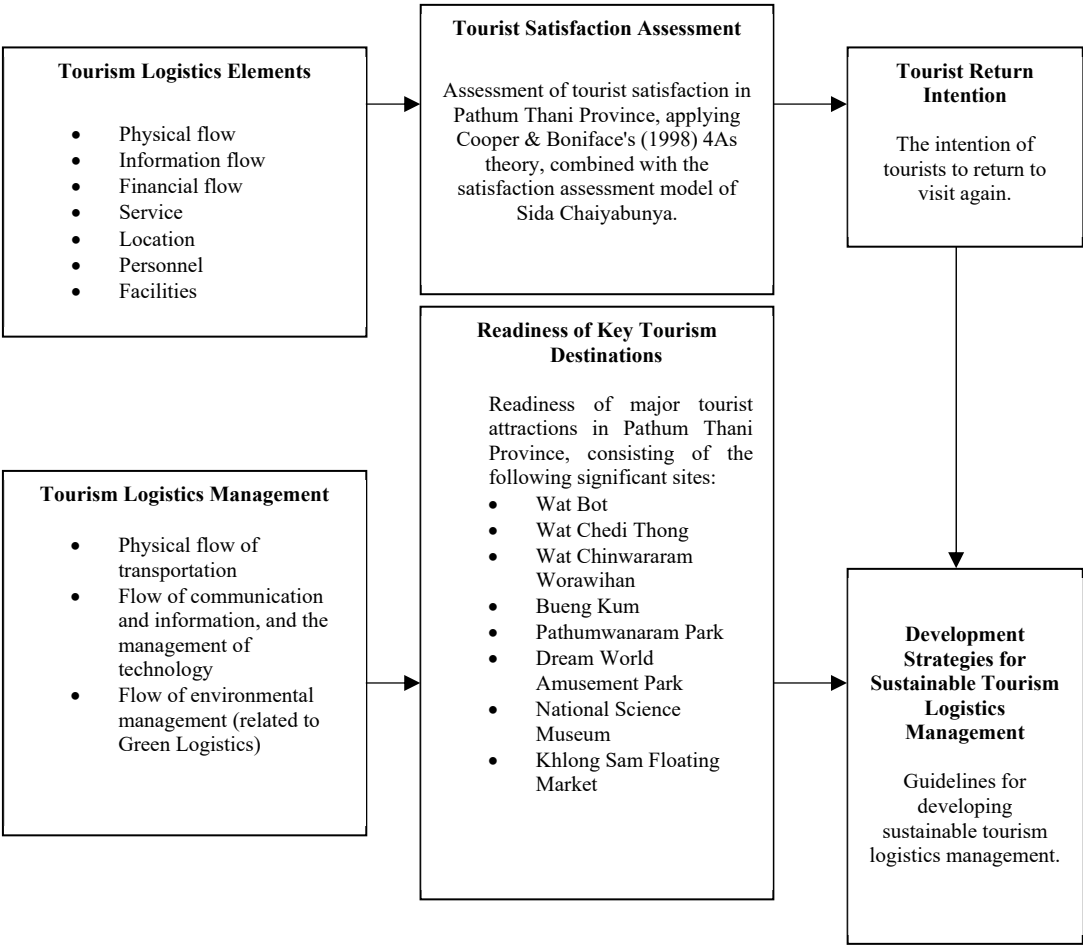 Tourism Logistics Elements
• Physical flow
• Information flow
• Financial flow
• Service
• Location
• Personnel
• Facilities
Tourist Satisfaction Assessment
Assessment of tourist satisfaction in
Pathum Thani Province, applying
Cooper & Boniface's (1998) 4As
theory, combined with the
satisfaction assessment model of
Sida Chaiyabunya.
Tourist Return
Intention
The intention of
tourists to return to
visit again.
Tourism Logistics Management
• Physical flow of
transportation
• Flow of communication
and information, and the
management of
technology
• Flow of environmental
management (related to
Green Logistics)
Readiness of Key Tourism
Destinations
Readiness of major tourist
attractions in Pathum Thani
Province, consisting of the
following significant sites:
• Wat Bot
• Wat Chedi Thong
• Wat Chinwararam
Worawihan
• Bueng Kum
• Pathumwanaram Park
• Dream World
Amusement Park
• National Science
Museum
• Khlong Sam Floating
Market
Development
Strategies for
Sustainable Tourism
Logistics
Management
Guidelines for
developing
sustainable tourism
logistics management.